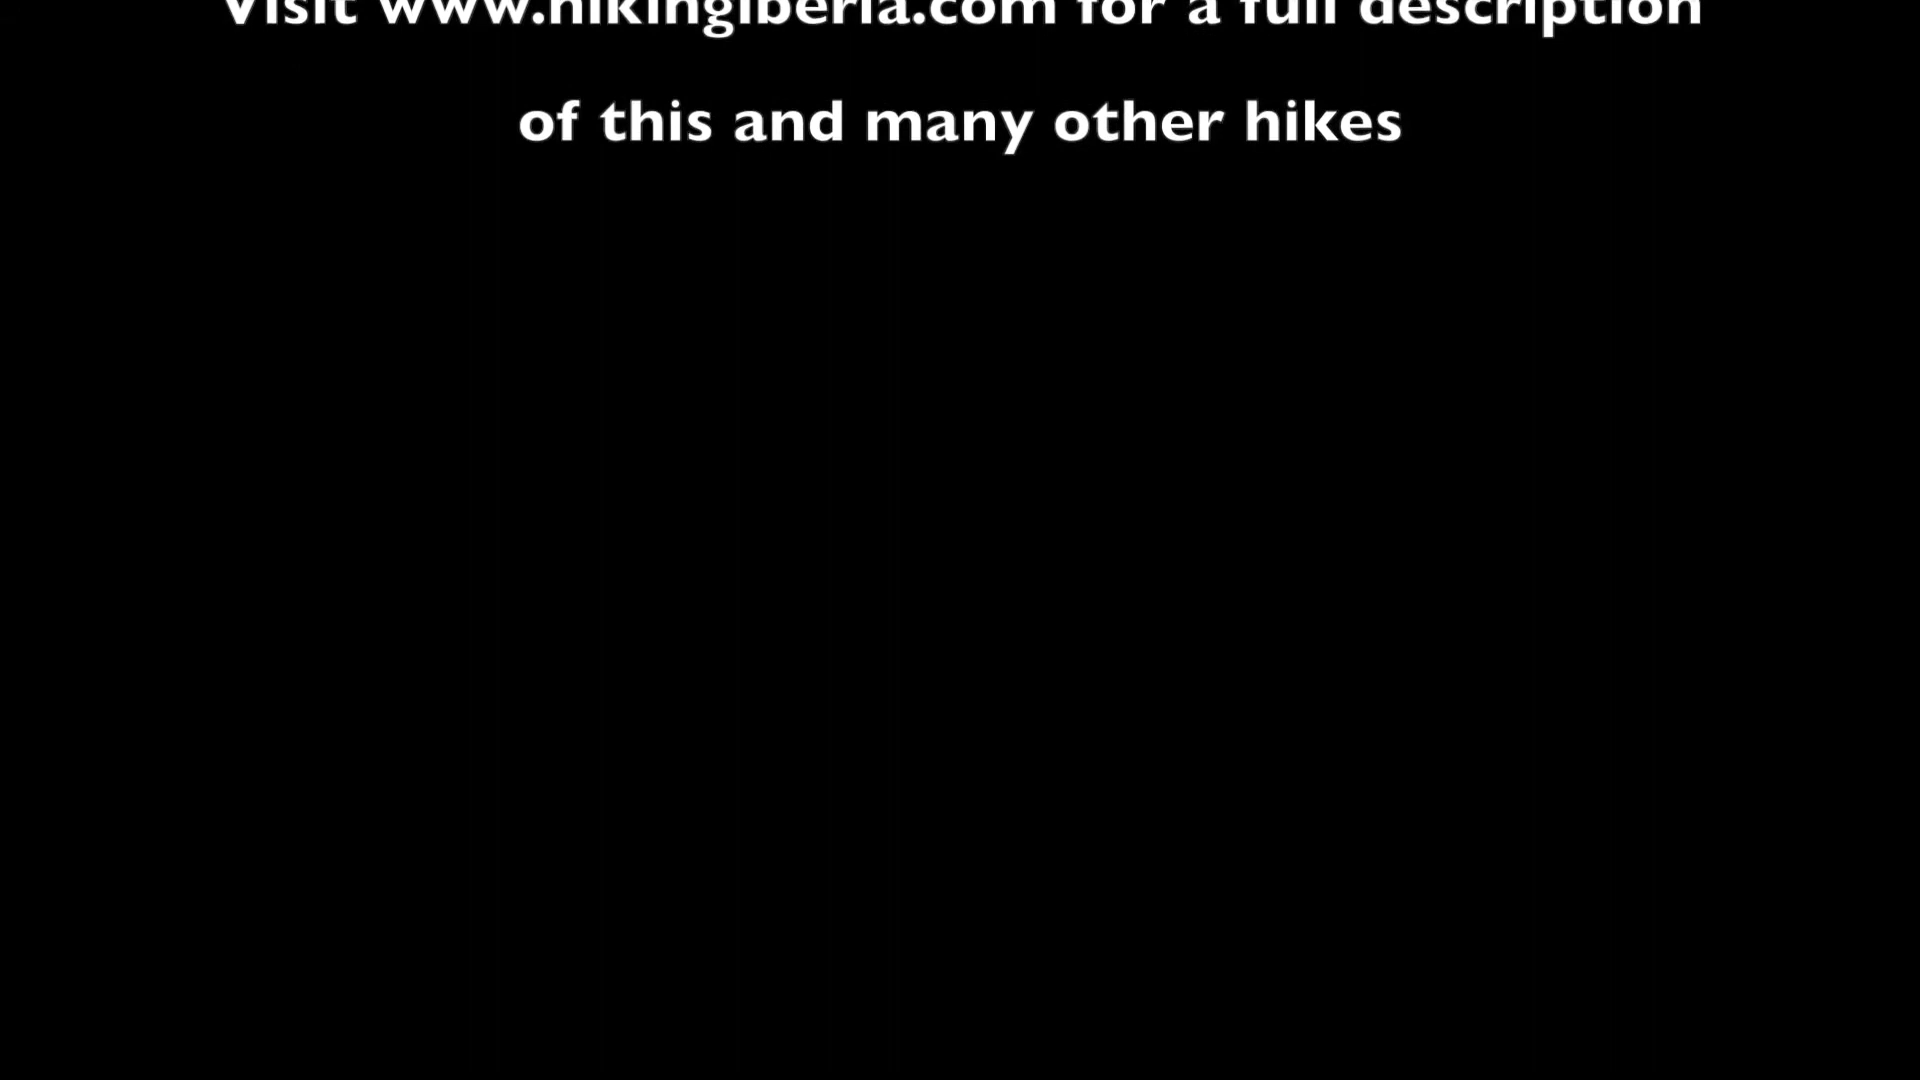 Visit www.hikingiberia.com for a full description
of this and many other hikes